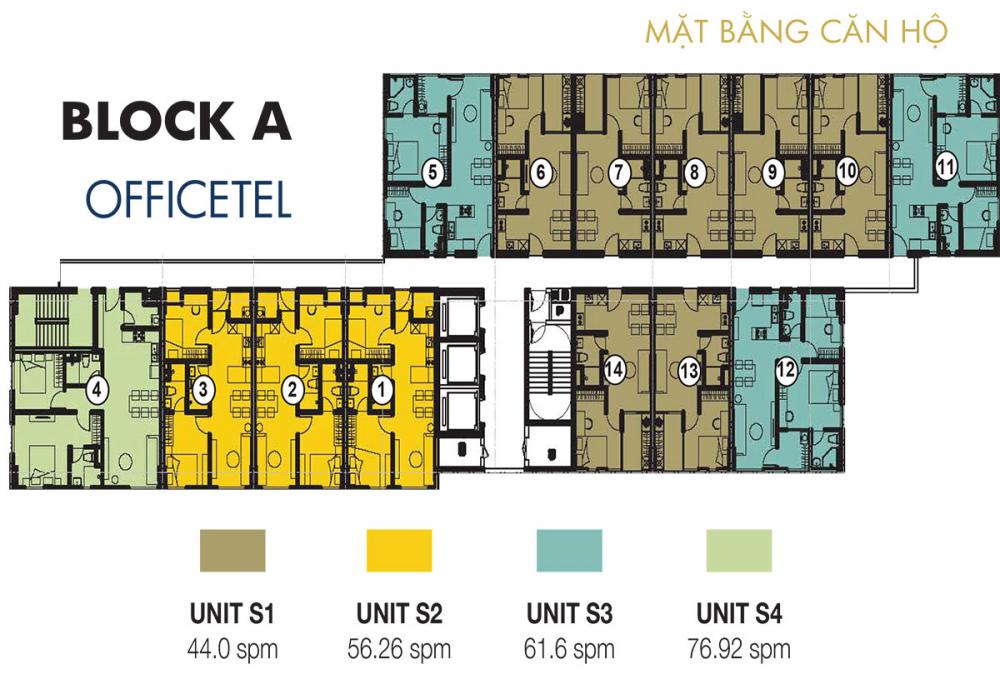 MẶT BẰNG CĂN HỘ
BLOCK A
OFFICETEL
5
6
7
8
9
10
11
4
3
2
1
14
13
12
UNIT S1
44.0 spm
UNIT S2
56.26 spm
UNIT S3
61.6 spm
UNIT S4
76.92 spm